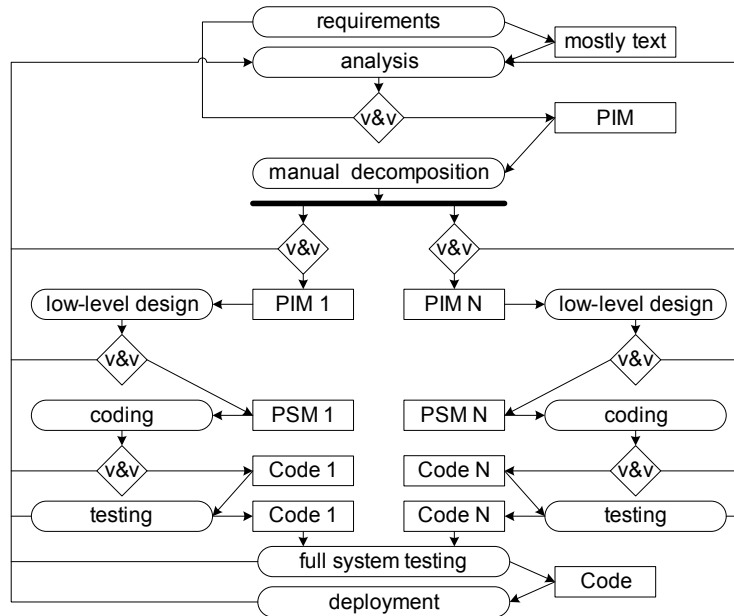 requirements
mostly text
analysis
v&v
PIM
manual decomposition
v&v
v&v
low-level design
PIM 1
PIM N
low-level design
v&v
v&v
coding
PSM 1
PSM N
coding
v&v
Code 1
Code N
v&v
testing
Code 1
Code N
testing
full system testing
Code
deployment